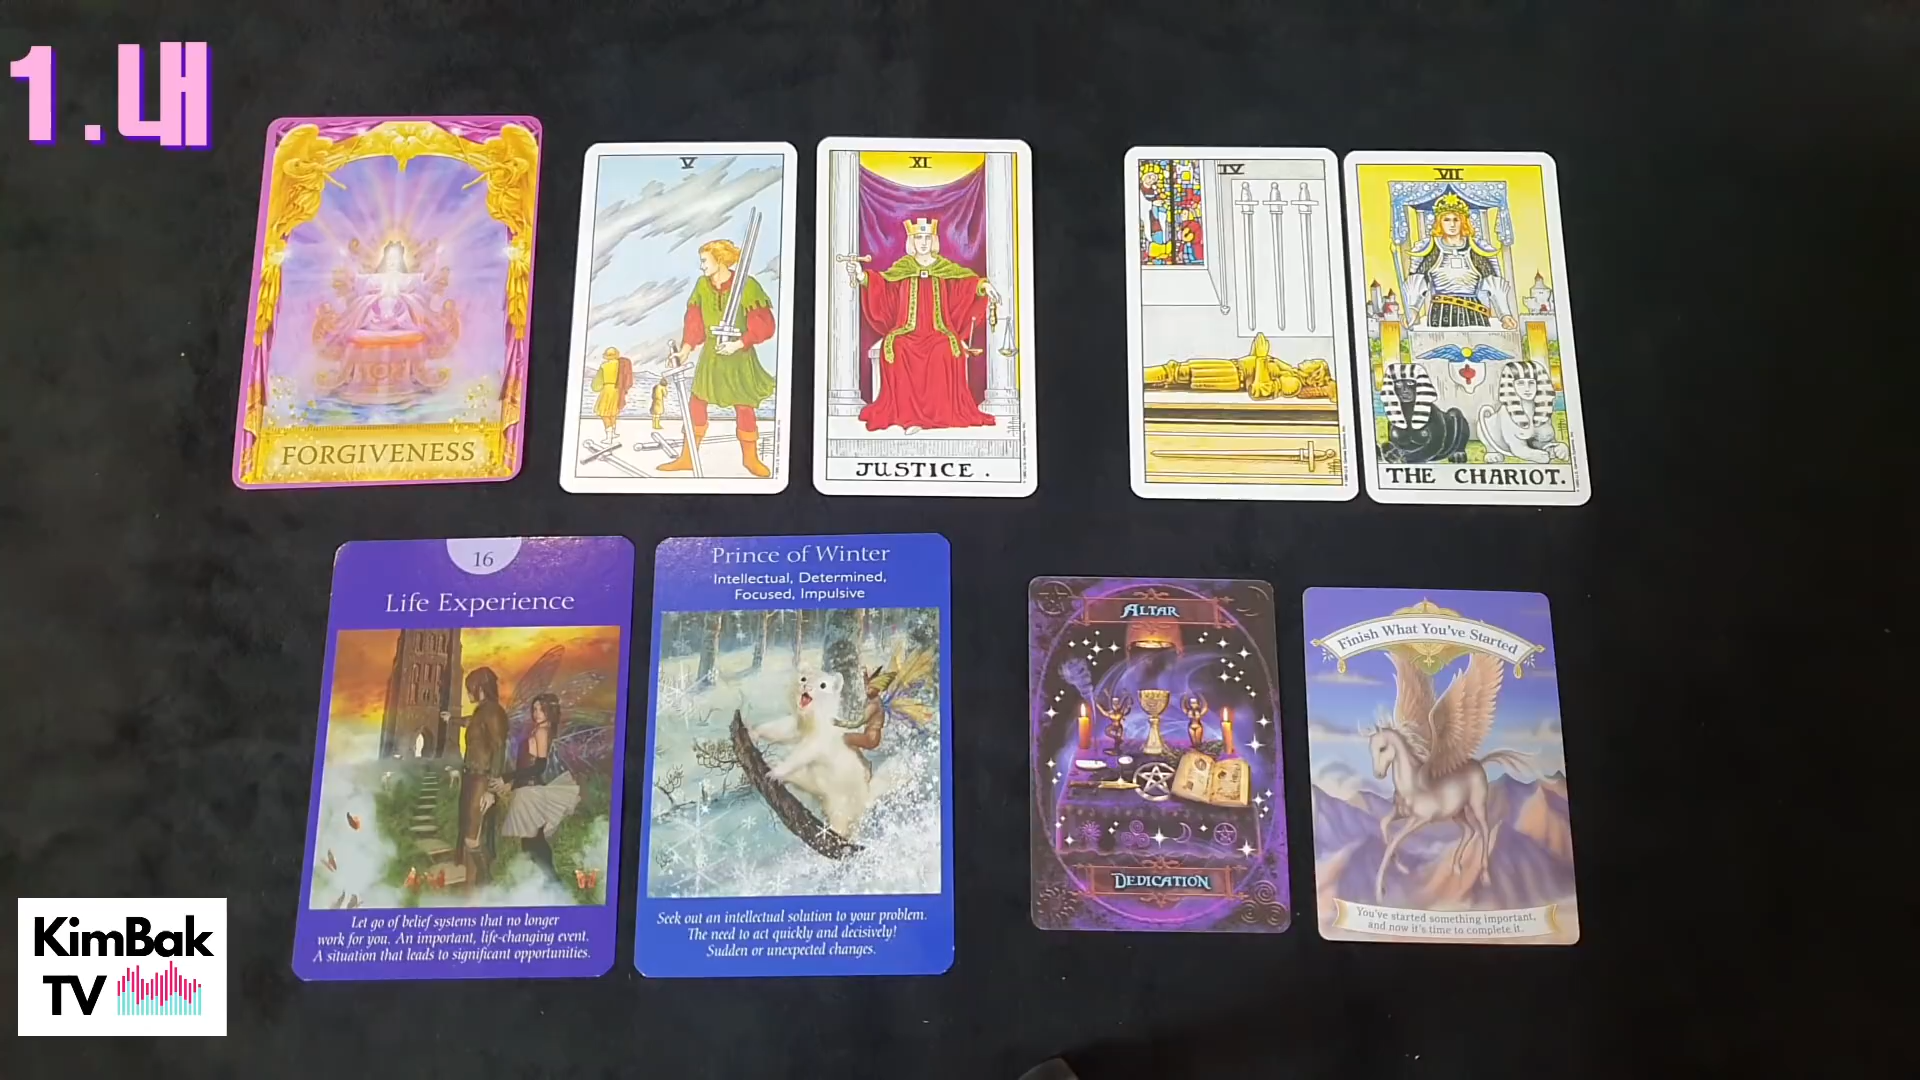 1.내
FORGIVENESS
V
XI
JUSTICE.
IV
VII
THE CHARIOT.
16
Life Experience
Let go of belief systems that no longer
work for you. An important, life-changing event.
A situation that leads to significant opportunities.
Prince of Winter
Intellectual, Determined,
Focused, Impulsive
Seek out an intellectual solution to your problem.
The need to act quickly and decisively!
Sudden or unexpected changes.
ALTAR
DEDICATION
Finish What You've Started
You've started something important,
and now it's time to complete it.
KimBak
TV